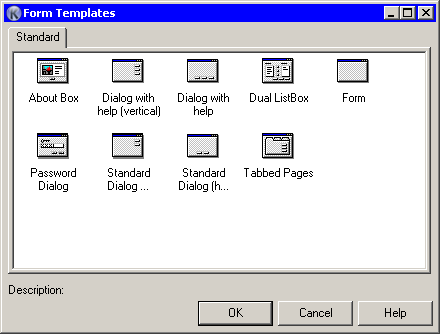 Form Templates
Standard
About Box
Dialog with
help (vertical)
Dialog with
help
Dual ListBox
Form
Password
Dialog
Standard
Dialog ...
Standard
Dialog (h...
Tabbed Pages
Description:
OK
Cancel
Help